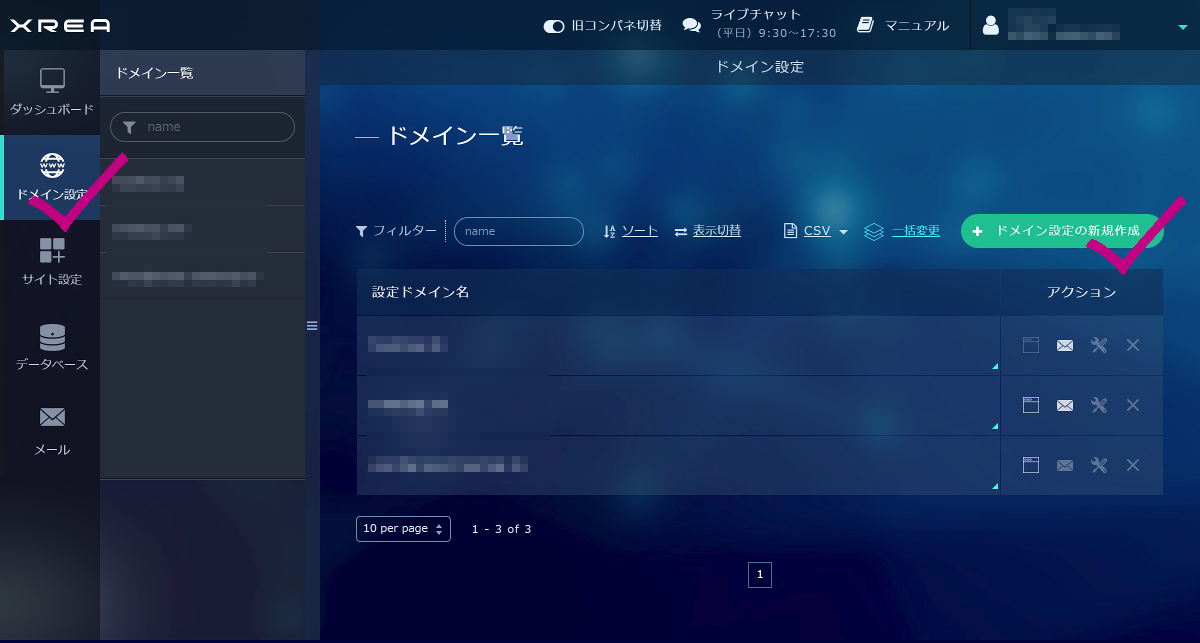 XREA
旧コンパネ切替
ライブチャット
（平日）9:30～17:30
マニュアル
ダッシュボード
ドメイン設定
サイト設定
データベース
メール
ドメイン一覧
name
ドメイン設定
ドメイン一覧
フィルター
name
ソート
表示切替
CSV
一括変更
+ ドメイン設定の新規作成
設定ドメイン名
アクション
10 per page
1 - 3 of 3
1